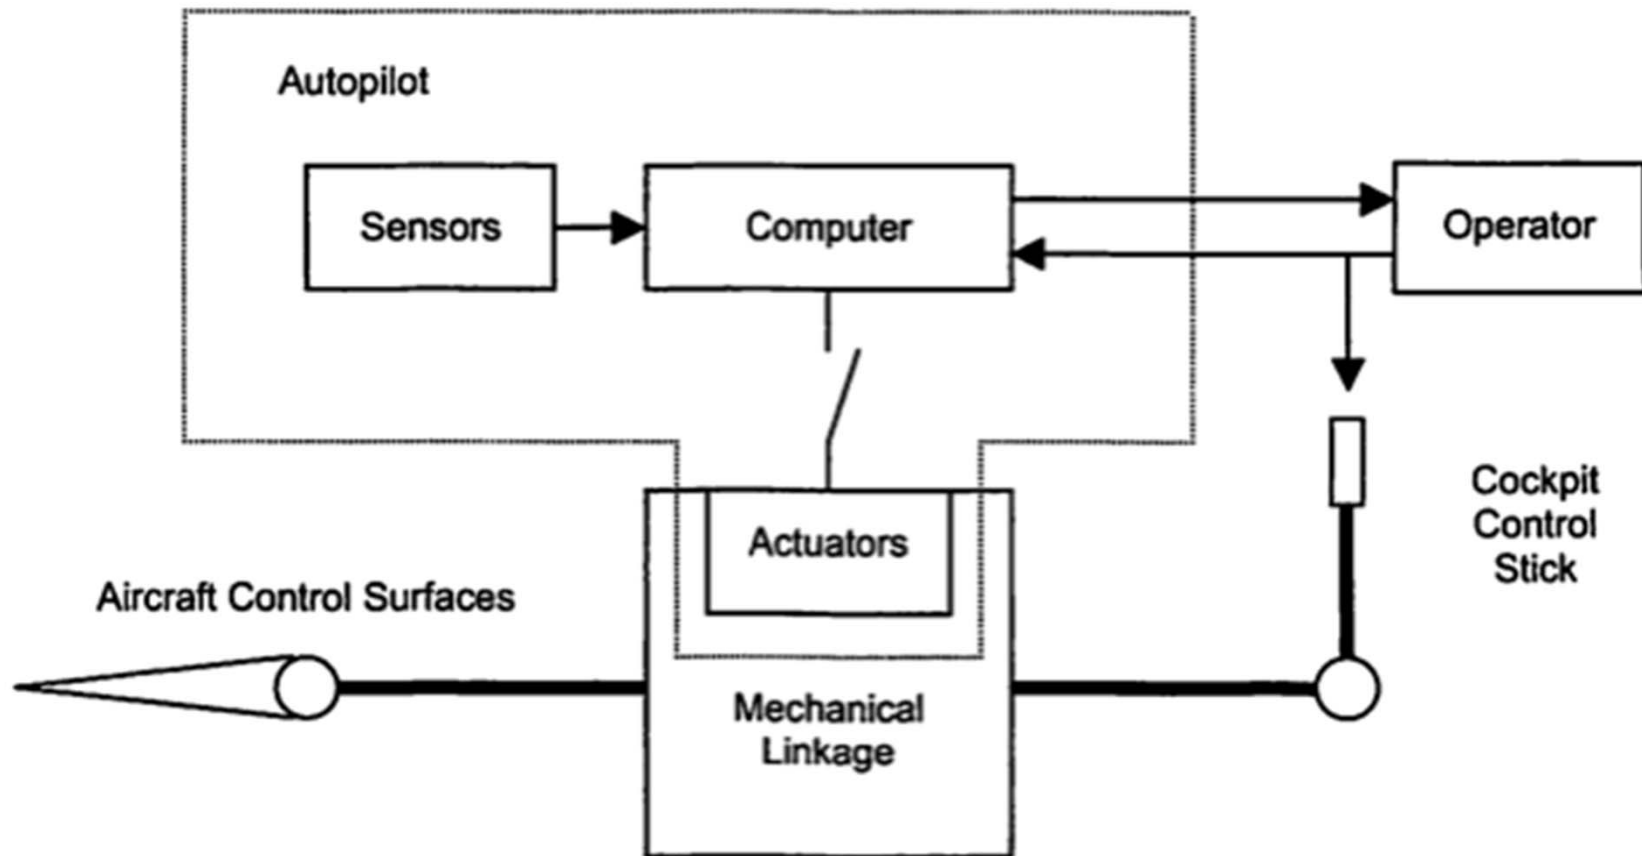 Autopilot
Sensors
Computer
Operator
Cockpit
Control
Stick
Actuators
Aircraft Control Surfaces
Mechanical
Linkage